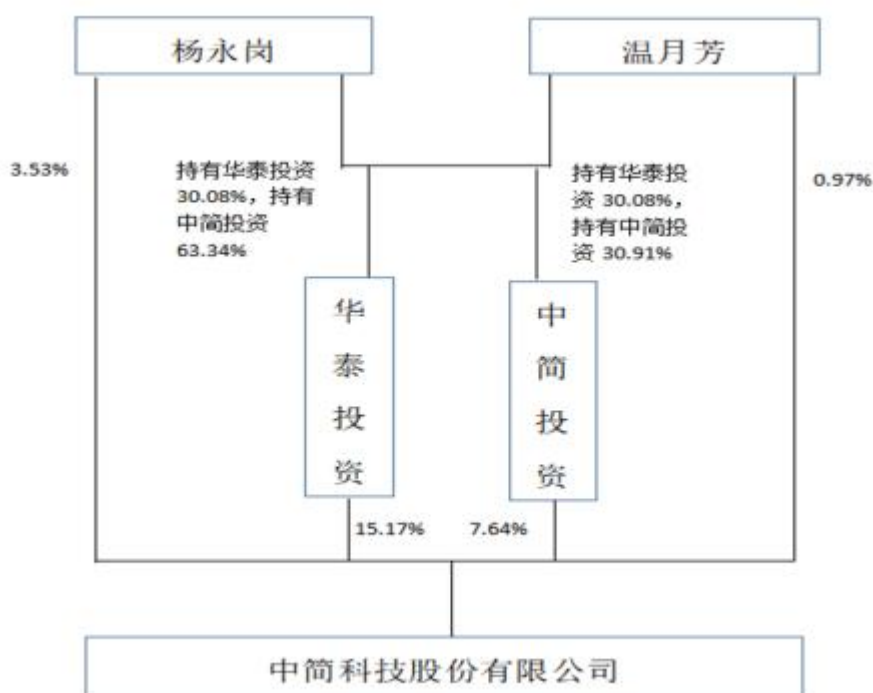 杨永岗
温月芳
3.53%
持有华泰投资
30.08%，持有
中简投资
63.34%
持有华泰投
资 30.08%，
持有中简投
资 30.91%
0.97%
华
泰
投
资
中
简
投
资
15.17%
7.64%
中简科技股份有限公司